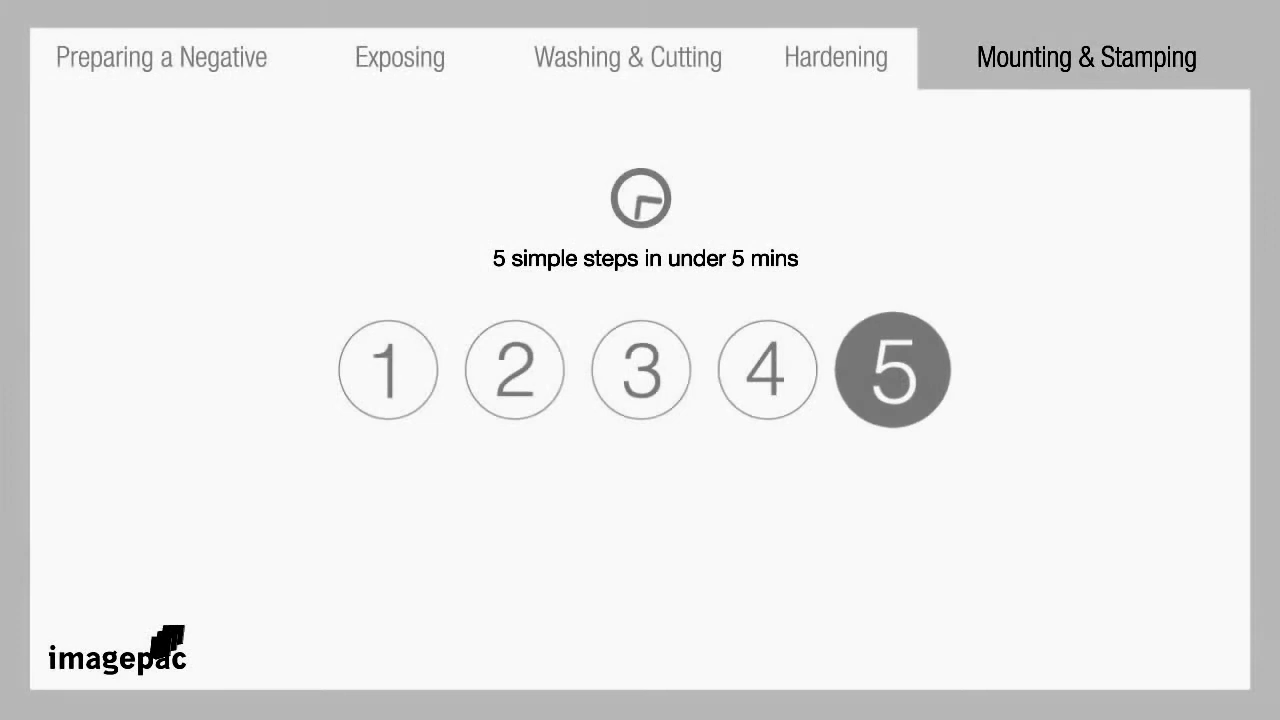 Preparing a Negative Exposing Washing & Cutting Hardening Mounting & Stamping
5 simple steps in under 5 mins
1 2 3 4 5
imagepac